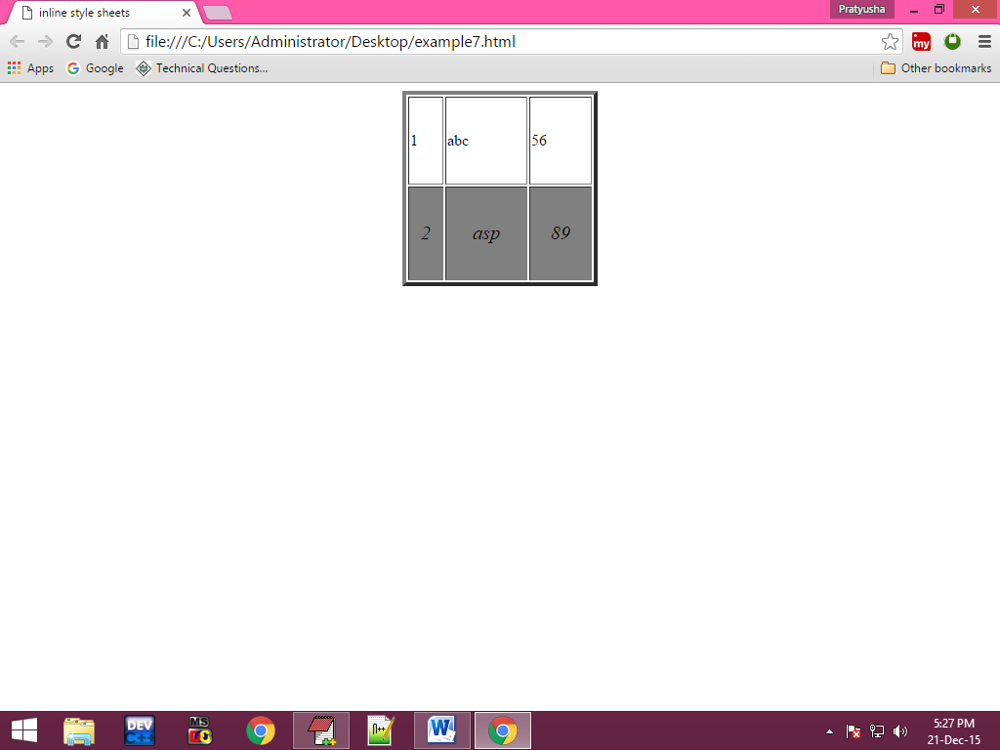 inline style sheets
Pratyusha
file:///C:/Users/Administrator/Desktop/example7.html
my
Apps Google Technical Questions... Other bookmarks
1 abc 56
2 asp 89
DEV C++
MS
5:27 PM
21-Dec-15